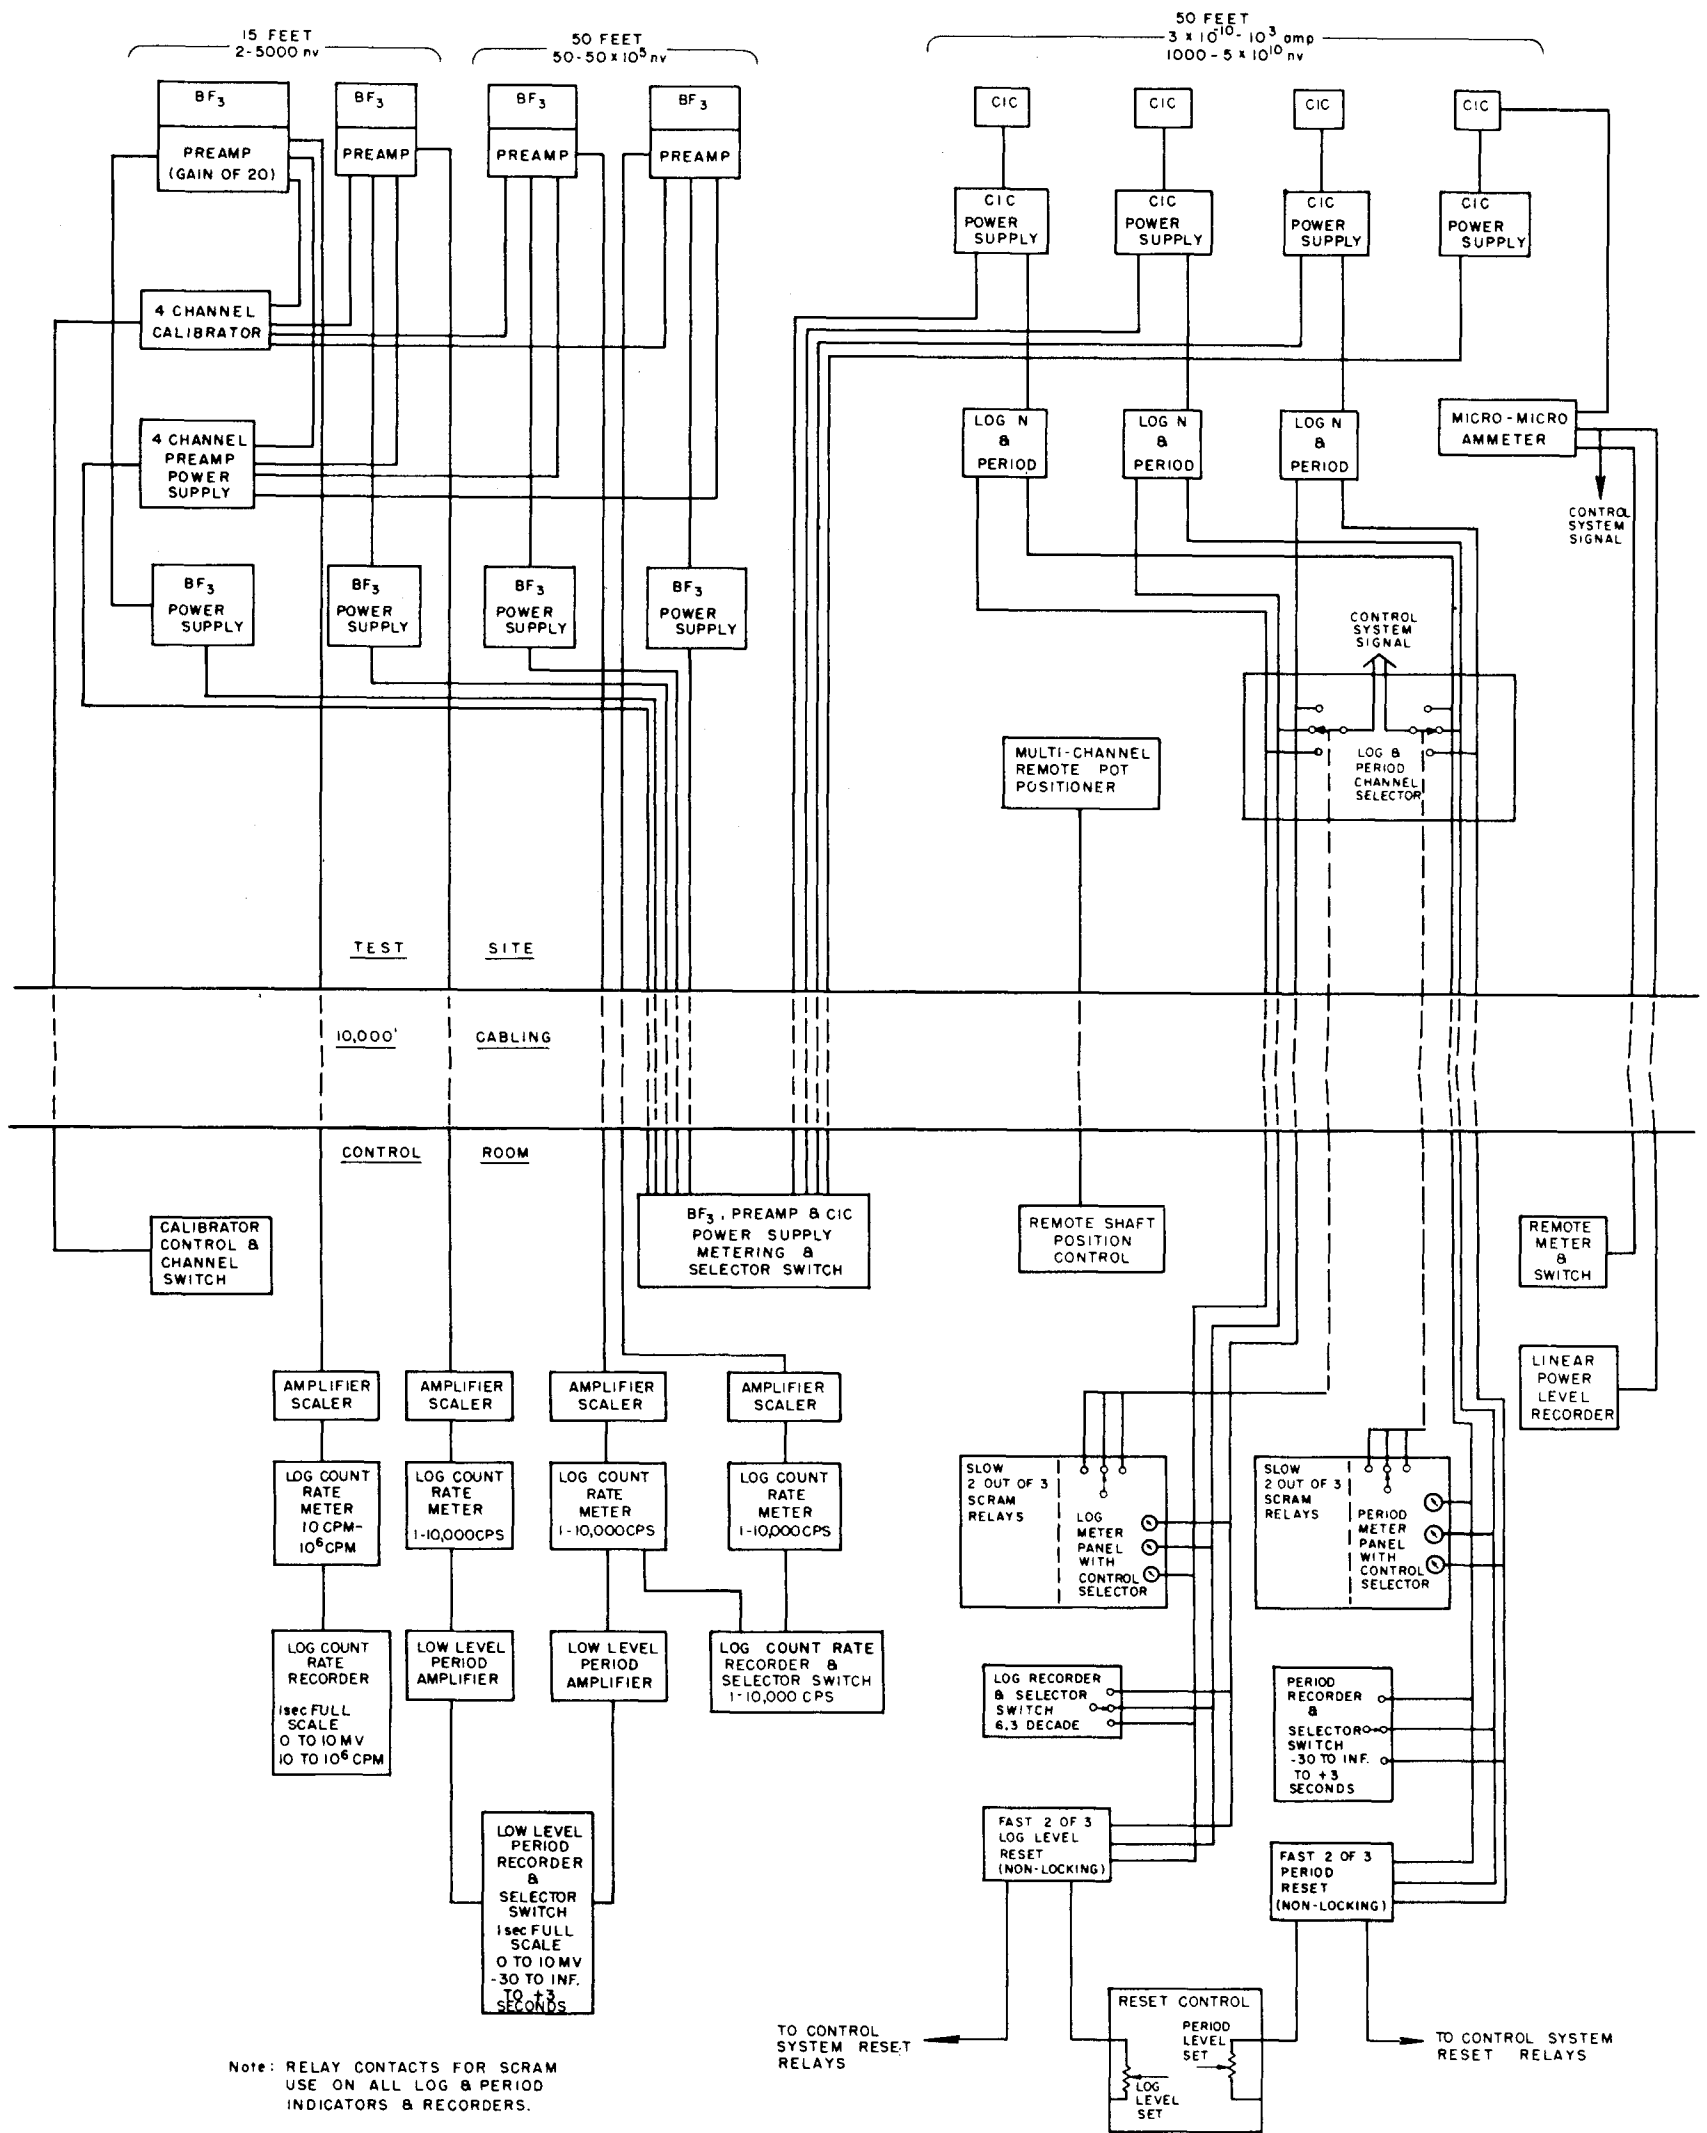 15 FEET
2-5000 nv
50 FEET
50-50 x 10⁵ nv
50 FEET
3 x 10⁻¹⁰-10³ amp
1000-5 x 10¹⁰ nv
BF₃
PREAMP
(GAIN OF 20)
BF₃
PREAMP
BF₃
PREAMP
BF₃
PREAMP
CIC
CIC
CIC
CIC
CIC
POWER
SUPPLY
CIC
POWER
SUPPLY
CIC
POWER
SUPPLY
CIC
POWER
SUPPLY
4 CHANNEL
CALIBRATOR
4 CHANNEL
PREAMP
POWER
SUPPLY
LOG N
&
PERIOD
LOG N
&
PERIOD
LOG N
&
PERIOD
MICRO-MICRO
AMMETER
CONTROL
SYSTEM
SIGNAL
BF₃
POWER
SUPPLY
BF₃
POWER
SUPPLY
BF₃
POWER
SUPPLY
BF₃
POWER
SUPPLY
CONTROL
SYSTEM
SIGNAL
LOG &
PERIOD
CHANNEL
SELECTOR
MULTI-CHANNEL
REMOTE POT
POSITIONER
TEST SITE
10,000' CABLING
CONTROL ROOM
CALIBRATOR
CONTROL &
CHANNEL
SWITCH
BF₃, PREAMP & CIC
POWER SUPPLY
METERING &
SELECTOR SWITCH
REMOTE SHAFT
POSITION
CONTROL
REMOTE
METER
&
SWITCH
LINEAR
POWER
LEVEL
RECORDER
AMPLIFIER
SCALER
AMPLIFIER
SCALER
AMPLIFIER
SCALER
AMPLIFIER
SCALER
LOG COUNT
RATE
METER
10 CPM-
10⁶ CPM
LOG COUNT
RATE
METER
1-10,000CPS
LOG COUNT
RATE
METER
1-10,000CPS
LOG COUNT
RATE
METER
1-10,000CPS
SLOW
2 OUT OF 3
SCRAM
RELAYS
LOG
METER
PANEL
WITH
CONTROL
SELECTOR
SLOW
2 OUT OF 3
SCRAM
RELAYS
PERIOD
METER
PANEL
WITH
CONTROL
SELECTOR
LOG COUNT
RATE
RECORDER
1sec FULL
SCALE
0 TO 10 MV
10 TO 10⁶ CPM
LOW LEVEL
PERIOD
AMPLIFIER
LOW LEVEL
PERIOD
AMPLIFIER
LOG COUNT RATE
RECORDER &
SELECTOR SWITCH
1-10,000 CPS
LOG RECORDER
& SELECTOR
SWITCH
6.3 DECADE
PERIOD
RECORDER
&
SELECTOR
SWITCH
-30 TO INF.
TO +3
SECONDS
LOW LEVEL
PERIOD
RECORDER
&
SELECTOR
SWITCH
1sec FULL
SCALE
0 TO 10 MV
-30 TO INF.
TO +3
SECONDS
FAST 2 OF 3
LOG LEVEL
RESET
(NON-LOCKING)
FAST 2 OF 3
PERIOD
RESET
(NON-LOCKING)
RESET CONTROL
PERIOD
LEVEL
SET
LOG
LEVEL
SET
TO CONTROL
SYSTEM RESET
RELAYS
TO CONTROL SYSTEM
RESET RELAYS
Note: RELAY CONTACTS FOR SCRAM
USE ON ALL LOG & PERIOD
INDICATORS & RECORDERS.